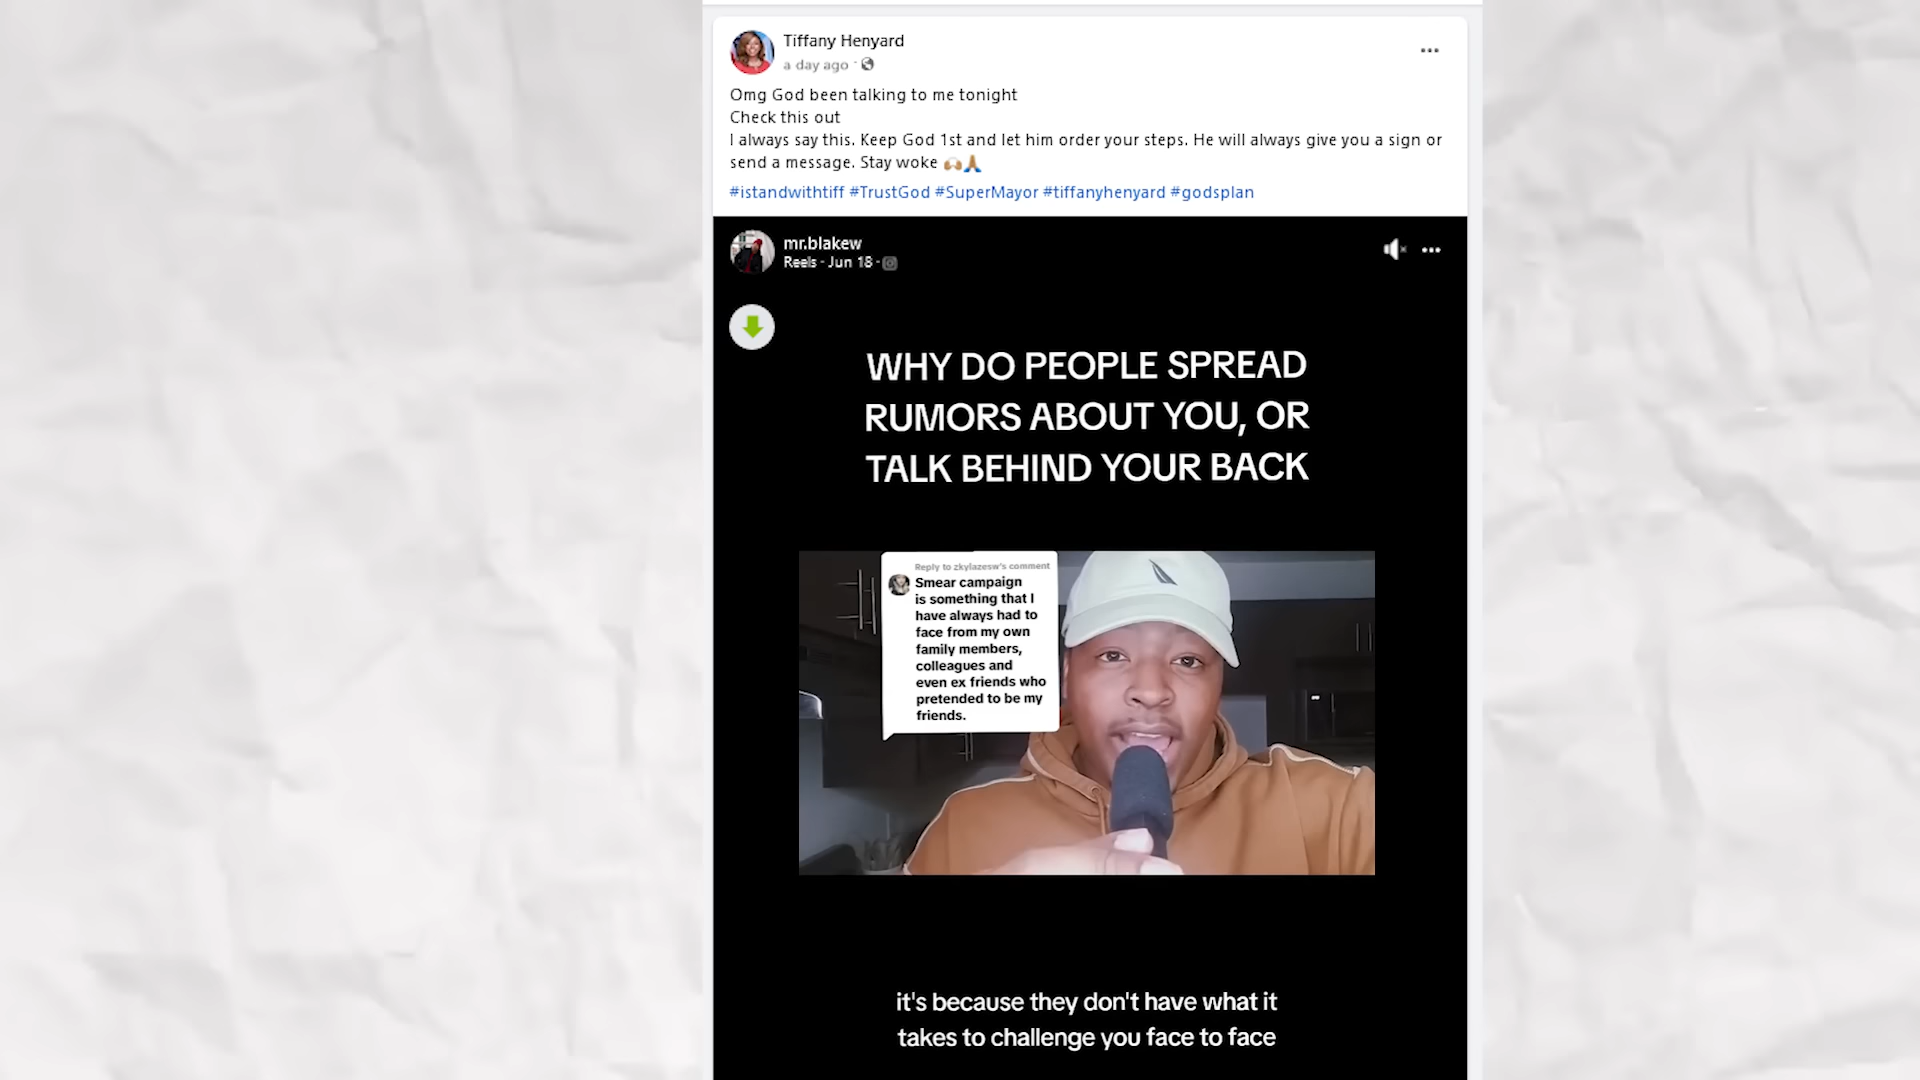 Tiffany Henyard
a day ago ·
Omg God been talking to me tonight
Check this out
I always say this. Keep God 1st and let him order your steps. He will always give you a sign or
send a message. Stay woke 🙌🏽🙏🏽
#istandwithtiff #TrustGod #SuperMayor #tiffanyhenyard #godsplan
mr.blakew
Reels · Jun 18 ·
WHY DO PEOPLE SPREAD
RUMORS ABOUT YOU, OR
TALK BEHIND YOUR BACK
Reply to zkylazesw's comment
Smear campaign
is something that I
have always had to
face from my own
family members,
colleagues and
even ex friends who
pretended to be my
friends.
it's because they don't have what it
takes to challenge you face to face